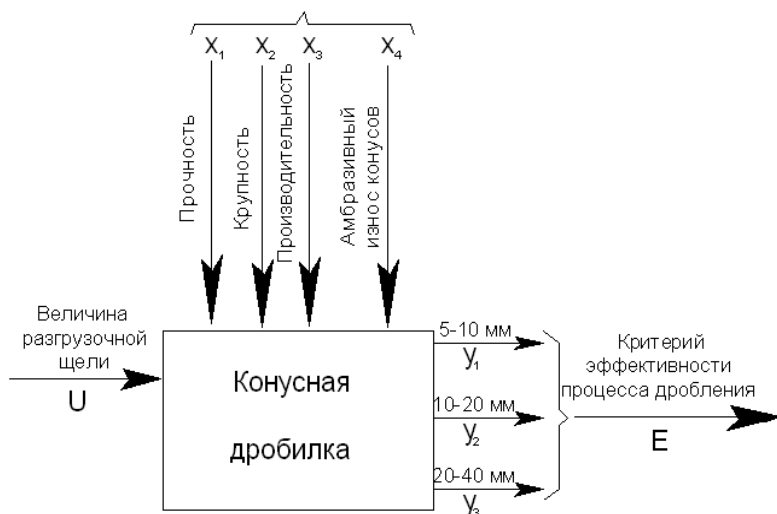 X₁ X₂ X₃ X₄
Прочность
Крупность
Производительность
Амбразивный
износ конусов
Величина
разгрузочной
щели
U
Конусная
дробилка
5-10 мм
y₁
10-20 мм
y₂
20-40 мм
y₃
Критерий
эффективности
процесса дробления
E